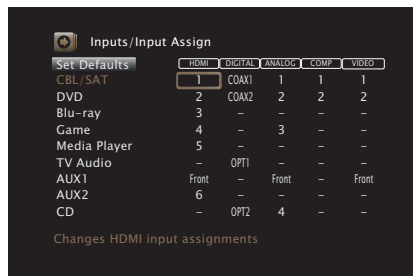 Inputs/Input Assign
Set Defaults HDMI DIGITAL ANALOG COMP VIDEO
CBL/SAT 1 COAX1 1 1 1
DVD 2 COAX2 2 2 2
Blu-ray 3 – – – –
Game 4 – 3 – –
Media Player 5 – – – –
TV Audio – OPT1 – – –
AUX1 Front – Front – Front
AUX2 6 – – – –
CD – OPT2 4 – –
Changes HDMI input assignments